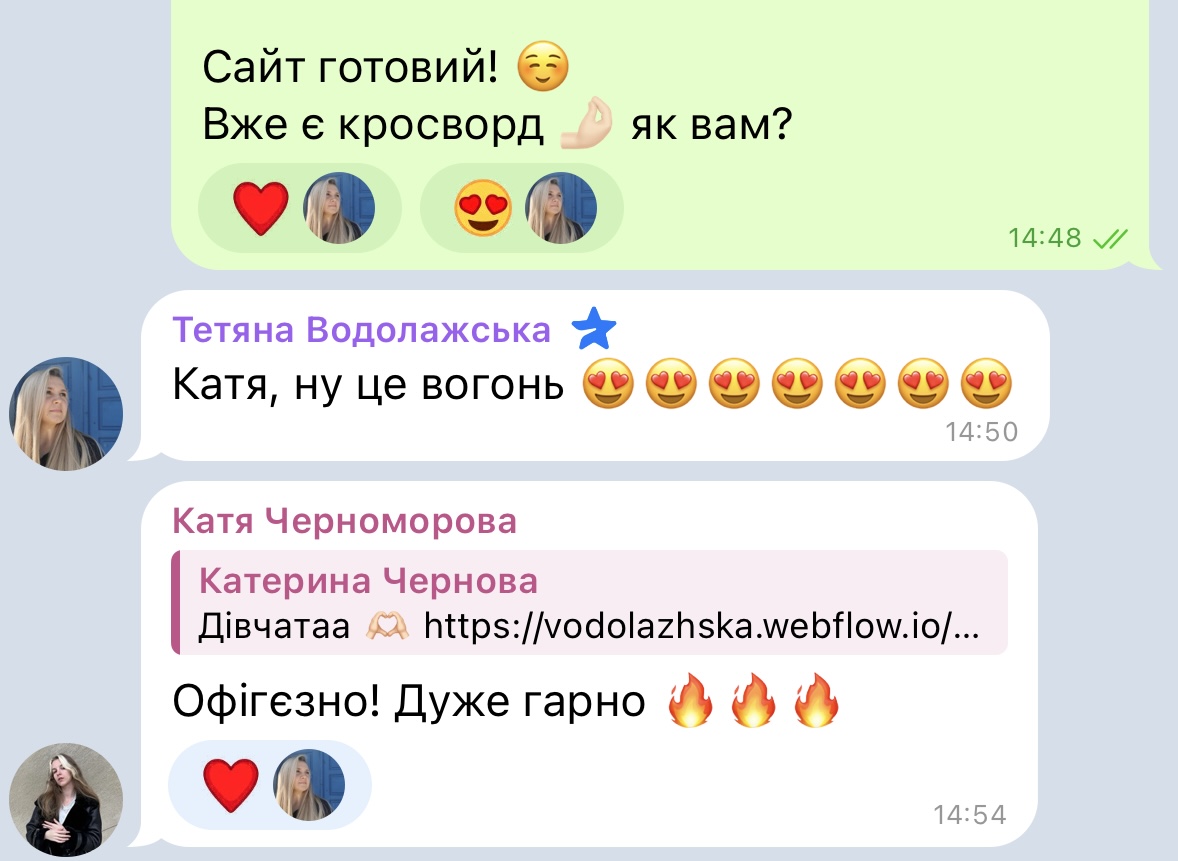 Сайт готовий! ☺️
Вже є кросворд 🤌🏻 як вам?
14:48
Тетяна Водолажська
Катя, ну це вогонь 😍😍😍😍😍😍😍
14:50
Катя Черноморова
Катерина Чернова
Дівчатаа 🫶🏻 https://vodolazhska.webflow.io/...
Офігєзно! Дуже гарно 🔥🔥🔥
14:54